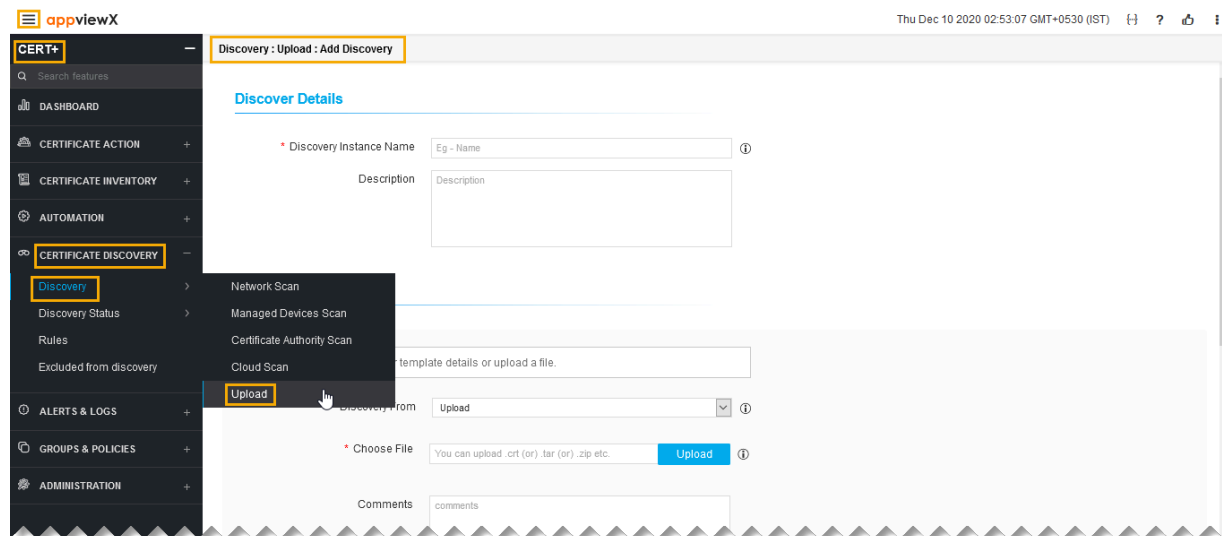 appviewX
Thu Dec 10 2020 02:53:07 GMT+0530 (IST)
CERT+
Search features
DASHBOARD
CERTIFICATE ACTION
CERTIFICATE INVENTORY
AUTOMATION
CERTIFICATE DISCOVERY
Discovery
Discovery Status
Rules
Excluded from discovery
ALERTS & LOGS
GROUPS & POLICIES
ADMINISTRATION
Network Scan
Managed Devices Scan
Certificate Authority Scan
Cloud Scan
Upload
Discovery : Upload : Add Discovery
Discover Details
* Discovery Instance Name
Eg - Name
Description
Description
template details or upload a file.
Discovery From
Upload
* Choose File
You can upload .crt (or) .tar (or) .zip etc.
Upload
Comments
comments